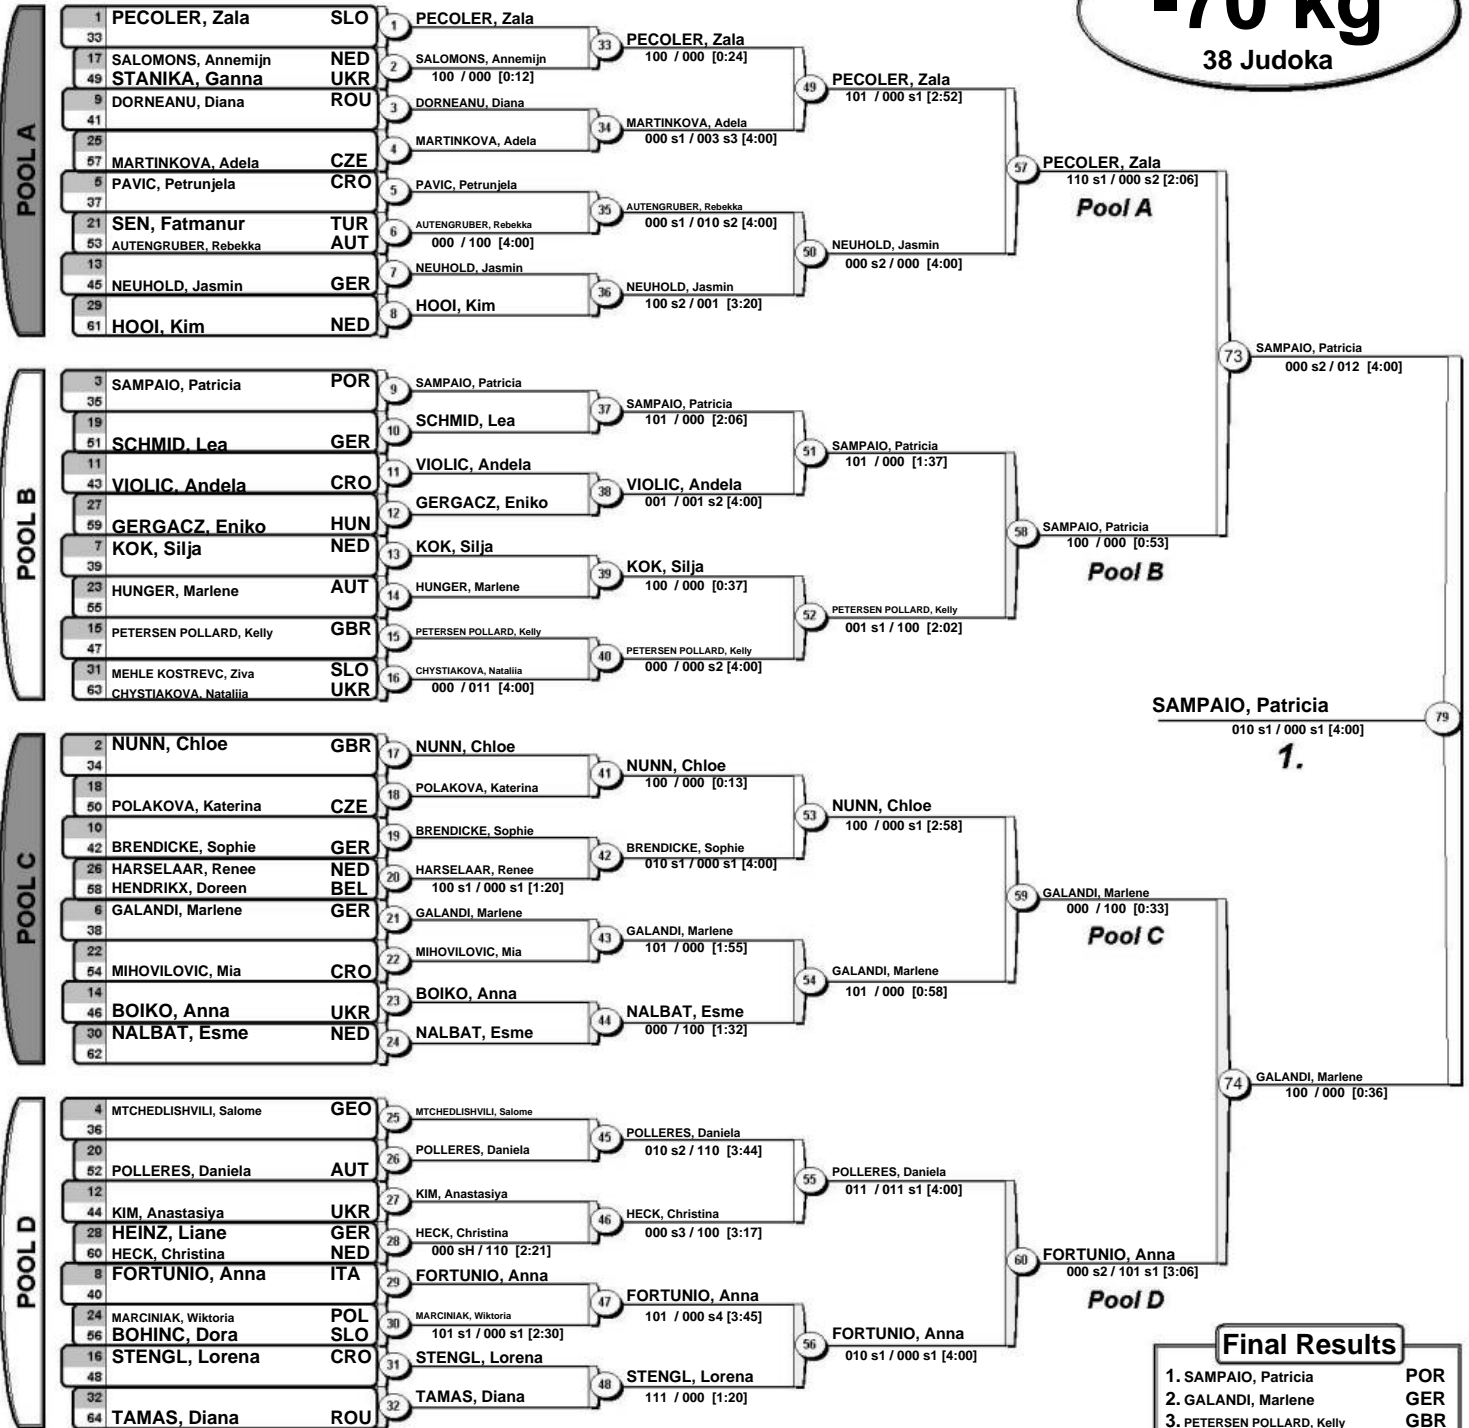 -70 kg
38 Judoka
POOL A
1 PECOLER, Zala SLO
33
17 SALOMONS, Annemijn NED
49 STANIKA, Ganna UKR
9 DORNEANU, Diana ROU
41
25
57 MARTINKOVA, Adela CZE
5 PAVIC, Petrunjela CRO
37
21 SEN, Fatmanur TUR
53 AUTENGRUBER, Rebekka AUT
13
45 NEUHOLD, Jasmin GER
29
61 HOOI, Kim NED
1 PECOLER, Zala
2 SALOMONS, Annemijn
100 / 000 [0:12]
3 DORNEANU, Diana
4 MARTINKOVA, Adela
5 PAVIC, Petrunjela
6 AUTENGRUBER, Rebekka
000 / 100 [4:00]
7 NEUHOLD, Jasmin
8 HOOI, Kim
33 PECOLER, Zala
100 / 000 [0:24]
34 MARTINKOVA, Adela
000 s1 / 003 s3 [4:00]
35 AUTENGRUBER, Rebekka
000 s1 / 010 s2 [4:00]
36 NEUHOLD, Jasmin
100 s2 / 001 [3:20]
49 PECOLER, Zala
101 / 000 s1 [2:52]
50 NEUHOLD, Jasmin
000 s2 / 000 [4:00]
57 PECOLER, Zala
110 s1 / 000 s2 [2:06]
Pool A
POOL B
3 SAMPAIO, Patricia POR
35
19
51 SCHMID, Lea GER
11
43 VIOLIC, Andela CRO
27
59 GERGACZ, Eniko HUN
7 KOK, Silja NED
39
23 HUNGER, Marlene AUT
55
15 PETERSEN POLLARD, Kelly GBR
47
31 MEHLE KOSTREVC, Ziva SLO
63 CHYSTIAKOVA, Nataliia UKR
9 SAMPAIO, Patricia
10 SCHMID, Lea
11 VIOLIC, Andela
12 GERGACZ, Eniko
13 KOK, Silja
14 HUNGER, Marlene
15 PETERSEN POLLARD, Kelly
16 CHYSTIAKOVA, Nataliia
000 / 011 [4:00]
37 SAMPAIO, Patricia
101 / 000 [2:06]
38 VIOLIC, Andela
001 / 001 s2 [4:00]
39 KOK, Silja
100 / 000 [0:37]
40 PETERSEN POLLARD, Kelly
000 / 000 s2 [4:00]
51 SAMPAIO, Patricia
101 / 000 [1:37]
52 PETERSEN POLLARD, Kelly
001 s1 / 100 [2:02]
58 SAMPAIO, Patricia
100 / 000 [0:53]
Pool B
73 SAMPAIO, Patricia
000 s2 / 012 [4:00]
SAMPAIO, Patricia 79
010 s1 / 000 s1 [4:00]
1.
POOL C
2 NUNN, Chloe GBR
34
18
50 POLAKOVA, Katerina CZE
10
42 BRENDICKE, Sophie GER
26 HARSELAAR, Renee NED
58 HENDRIKX, Doreen BEL
6 GALANDI, Marlene GER
38
22
54 MIHOVILOVIC, Mia CRO
14
46 BOIKO, Anna UKR
30 NALBAT, Esme NED
62
17 NUNN, Chloe
18 POLAKOVA, Katerina
19 BRENDICKE, Sophie
20 HARSELAAR, Renee
100 s1 / 000 s1 [1:20]
21 GALANDI, Marlene
22 MIHOVILOVIC, Mia
23 BOIKO, Anna
24 NALBAT, Esme
41 NUNN, Chloe
100 / 000 [0:13]
42 BRENDICKE, Sophie
010 s1 / 000 s1 [4:00]
43 GALANDI, Marlene
101 / 000 [1:55]
44 NALBAT, Esme
000 / 100 [1:32]
53 NUNN, Chloe
100 / 000 s1 [2:58]
54 GALANDI, Marlene
101 / 000 [0:58]
59 GALANDI, Marlene
000 / 100 [0:33]
Pool C
POOL D
4 MTCHEDLISHVILI, Salome GEO
36
20
52 POLLERES, Daniela AUT
12
44 KIM, Anastasiya UKR
28 HEINZ, Liane GER
60 HECK, Christina NED
8 FORTUNIO, Anna ITA
40
24 MARCINIAK, Wiktoria POL
56 BOHINC, Dora SLO
16 STENGL, Lorena CRO
48
32
64 TAMAS, Diana ROU
25 MTCHEDLISHVILI, Salome
26 POLLERES, Daniela
27 KIM, Anastasiya
28 HECK, Christina
000 sH / 110 [2:21]
29 FORTUNIO, Anna
30 MARCINIAK, Wiktoria
101 s1 / 000 s1 [2:30]
31 STENGL, Lorena
32 TAMAS, Diana
45 POLLERES, Daniela
010 s2 / 110 [3:44]
46 HECK, Christina
000 s3 / 100 [3:17]
47 FORTUNIO, Anna
101 / 000 s4 [3:45]
48 STENGL, Lorena
111 / 000 [1:20]
55 POLLERES, Daniela
011 / 011 s1 [4:00]
56 FORTUNIO, Anna
010 s1 / 000 s1 [4:00]
60 FORTUNIO, Anna
000 s2 / 101 s1 [3:06]
Pool D
74 GALANDI, Marlene
100 / 000 [0:36]
Final Results
1. SAMPAIO, Patricia POR
2. GALANDI, Marlene GER
3. PETERSEN POLLARD, Kelly GBR